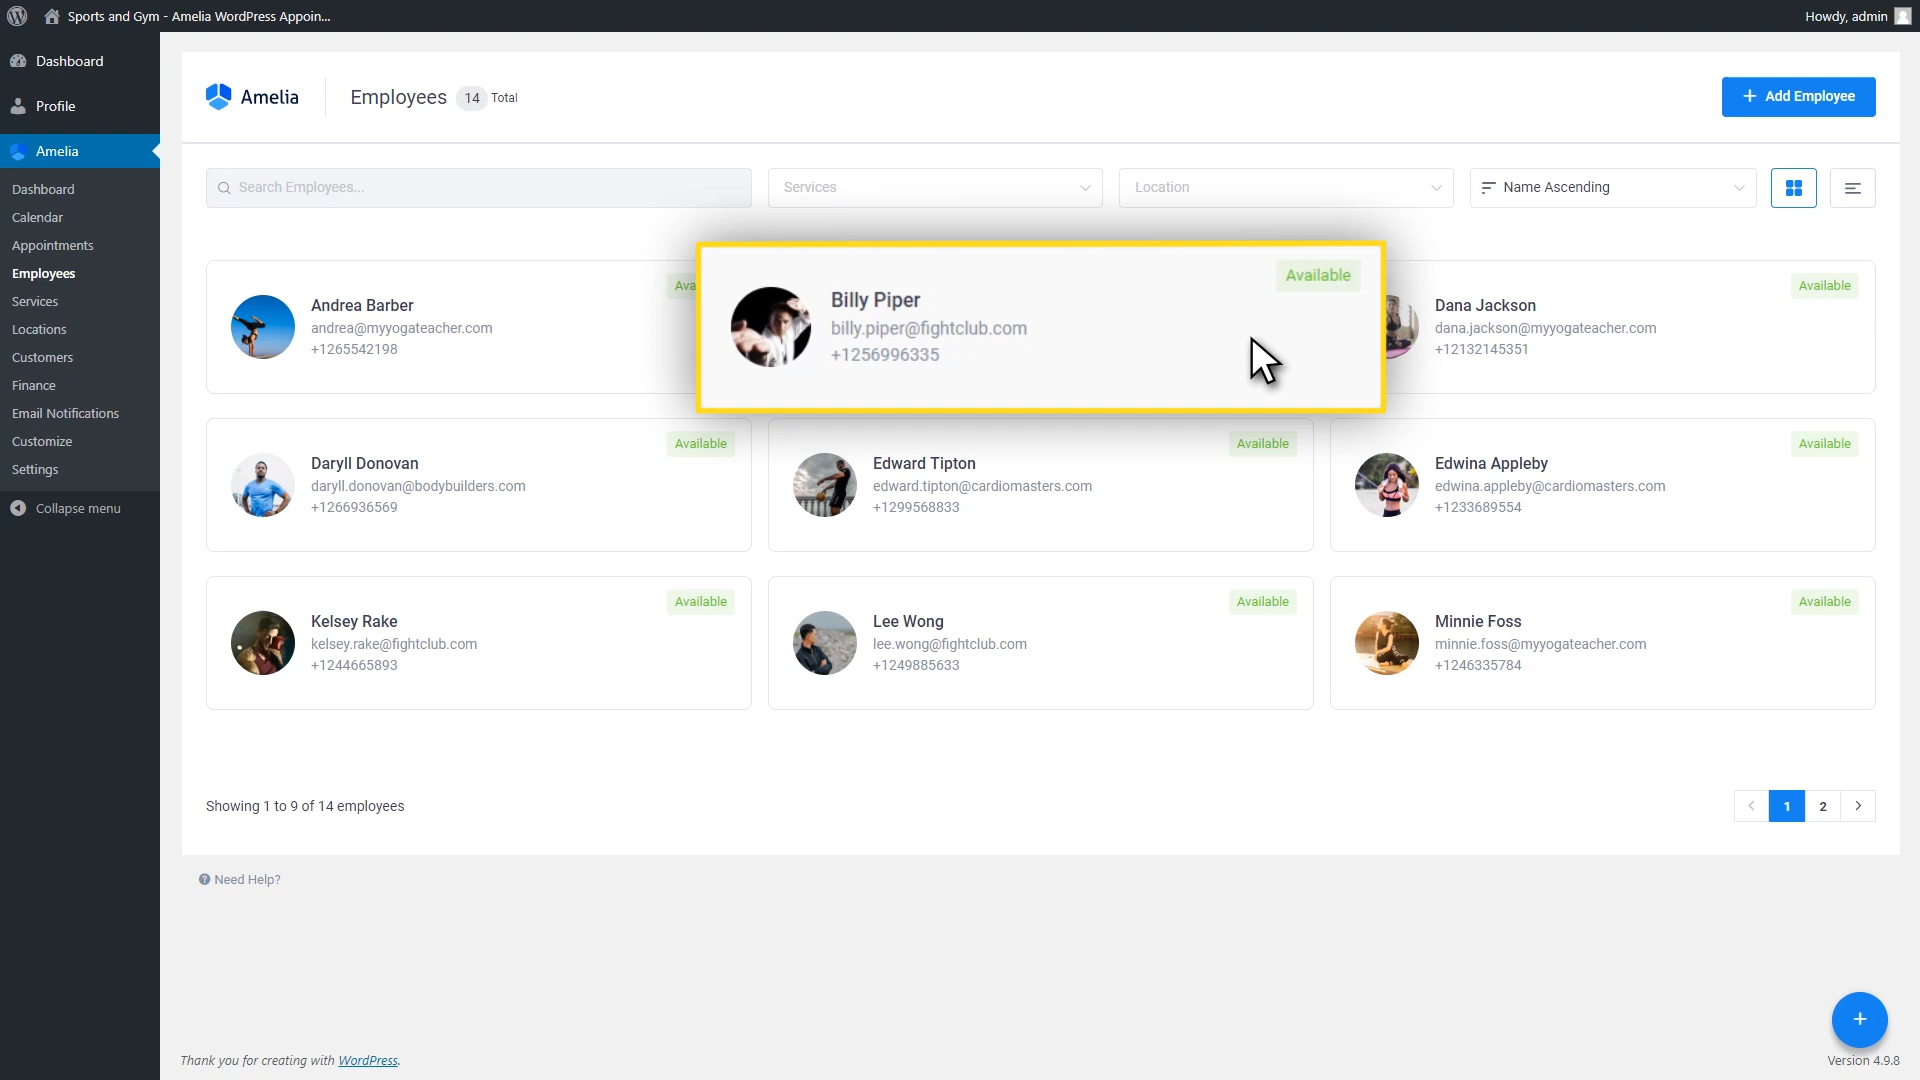 Sports and Gym - Amelia WordPress Appoin...
Howdy, admin
Dashboard
Profile
Amelia
Dashboard
Calendar
Appointments
Employees
Services
Locations
Customers
Finance
Email Notifications
Customize
Settings
Collapse menu
Amelia
Employees 14 Total
+ Add Employee
Search Employees...
Services
Location
Name Ascending
Andrea Barber
andrea@myyogateacher.com
+1265542198
Ava
Billy Piper
billy.piper@fightclub.com
+1256996335
Available
Dana Jackson
dana.jackson@myyogateacher.com
+12132145351
Available
Daryll Donovan
daryll.donovan@bodybuilders.com
+1266936569
Available
Edward Tipton
edward.tipton@cardiomasters.com
+1299568833
Available
Edwina Appleby
edwina.appleby@cardiomasters.com
+1233689554
Available
Kelsey Rake
kelsey.rake@fightclub.com
+1244665893
Available
Lee Wong
lee.wong@fightclub.com
+1249885633
Available
Minnie Foss
minnie.foss@myyogateacher.com
+1246335784
Available
Showing 1 to 9 of 14 employees
< 1 2 >
Need Help?
+
Thank you for creating with WordPress.
Version 4.9.8